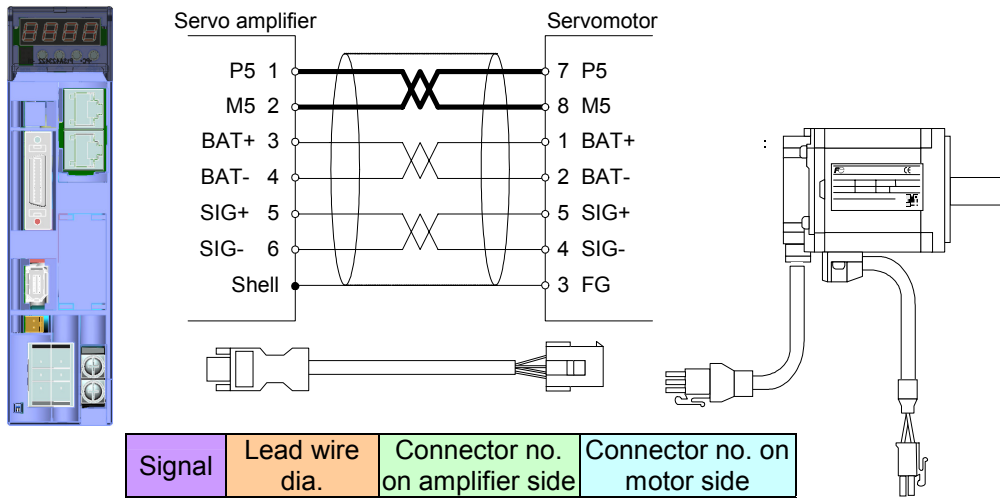 Servo amplifier
Servomotor
P5 1
7 P5
M5 2
8 M5
BAT+ 3
1 BAT+
BAT- 4
2 BAT-
SIG+ 5
5 SIG+
SIG- 6
4 SIG-
Shell
3 FG
:
8888
CE
Signal
Lead wire
dia.
Connector no.
on amplifier side
Connector no. on
motor side